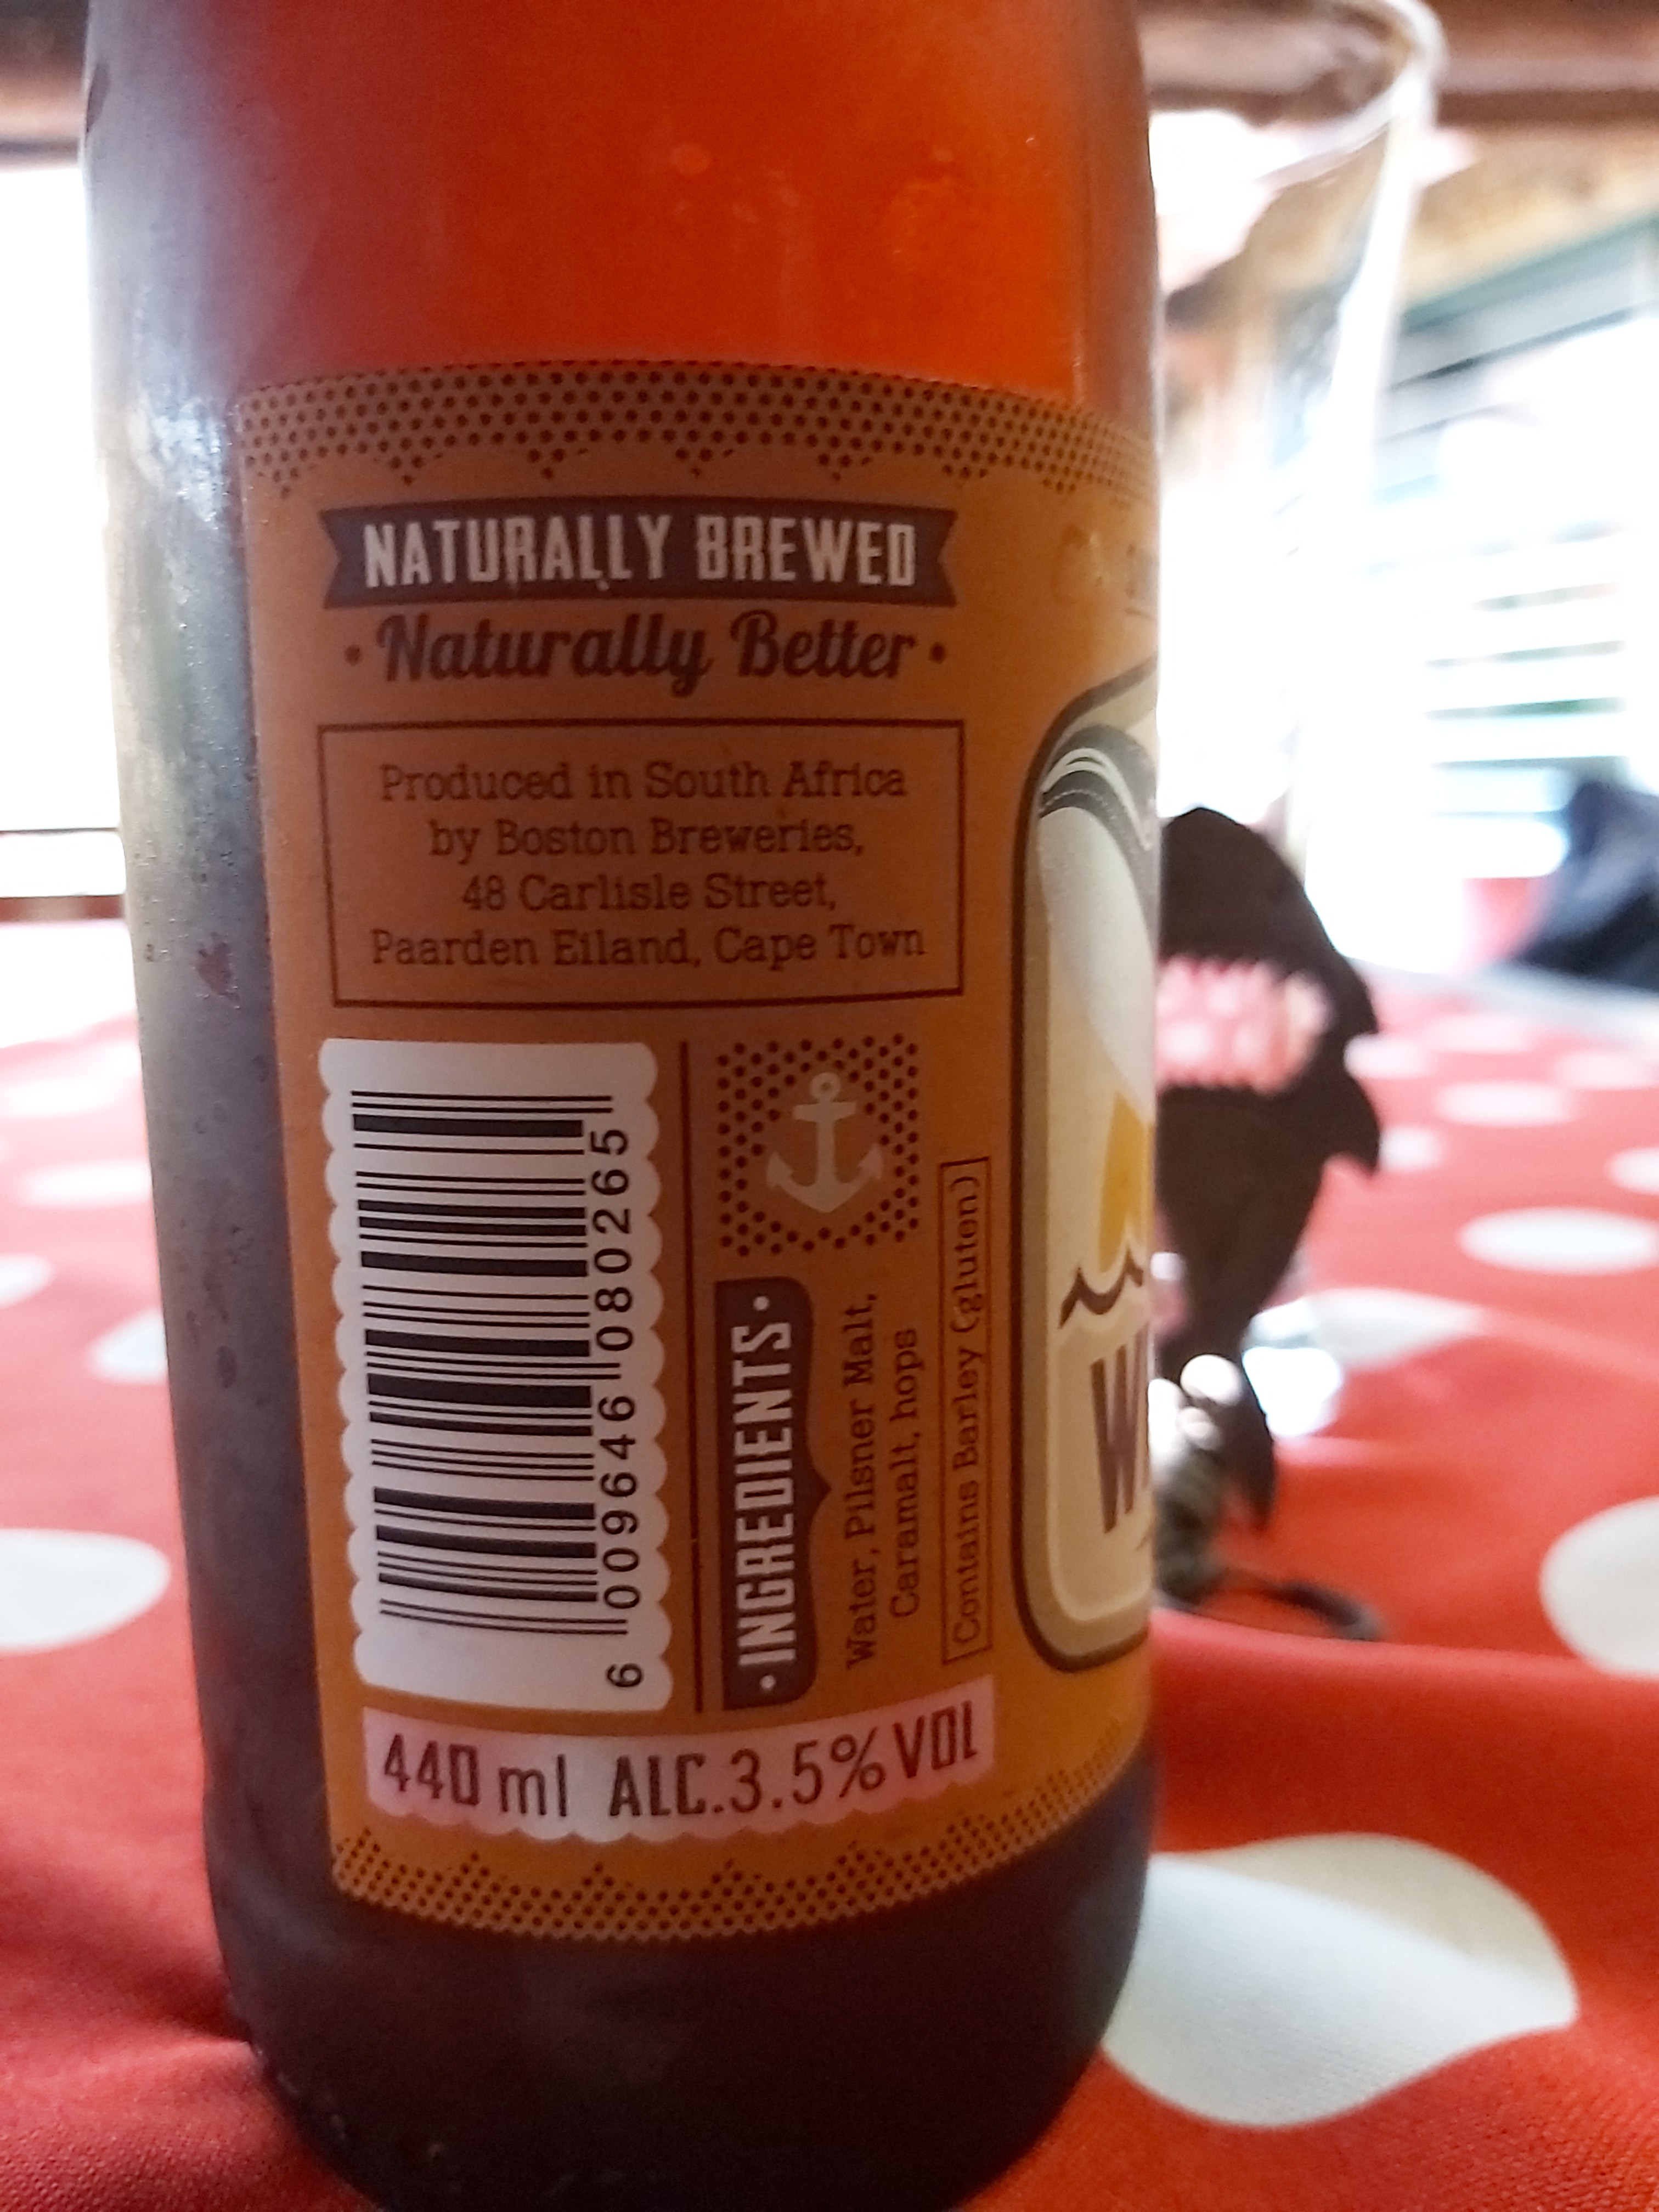 NATURALLY BREWED
• Naturally Better •
Produced in South Africa
by Boston Breweries,
48 Carlisle Street,
Paarden Eiland, Cape Town
6 009646 080265
• INGREDIENTS •
Water, Pilsner Malt,
Caramalt, hops
Contains Barley (gluten)
440 ml ALC.3.5% VOL